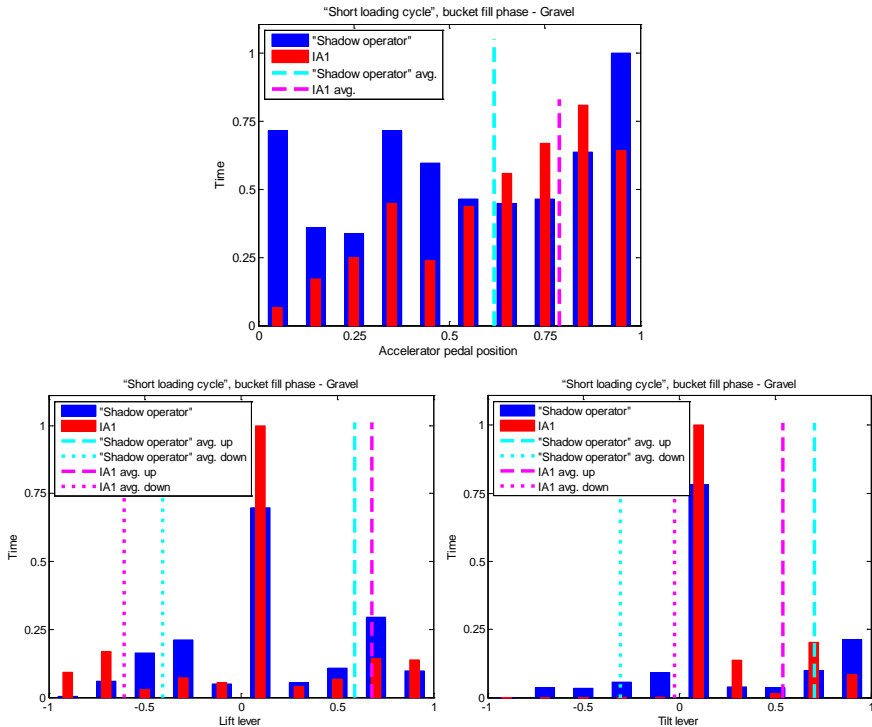 “Short loading cycle”, bucket fill phase - Gravel
"Shadow operator"
IA1
"Shadow operator" avg.
IA1 avg.
1
0.75
0.5
0.25
0
Time
0 0.25 0.5 0.75 1
Accelerator pedal position
“Short loading cycle”, bucket fill phase - Gravel
"Shadow operator"
IA1
"Shadow operator" avg. up
"Shadow operator" avg. down
IA1 avg. up
IA1 avg. down
1
0.75
0.5
0.25
0
Time
-1 -0.5 0 0.5 1
Lift lever
“Short loading cycle”, bucket fill phase - Gravel
"Shadow operator"
IA1
"Shadow operator" avg. up
"Shadow operator" avg. down
IA1 avg. up
IA1 avg. down
1
0.75
0.5
0.25
0
Time
-1 -0.5 0 0.5 1
Tilt lever